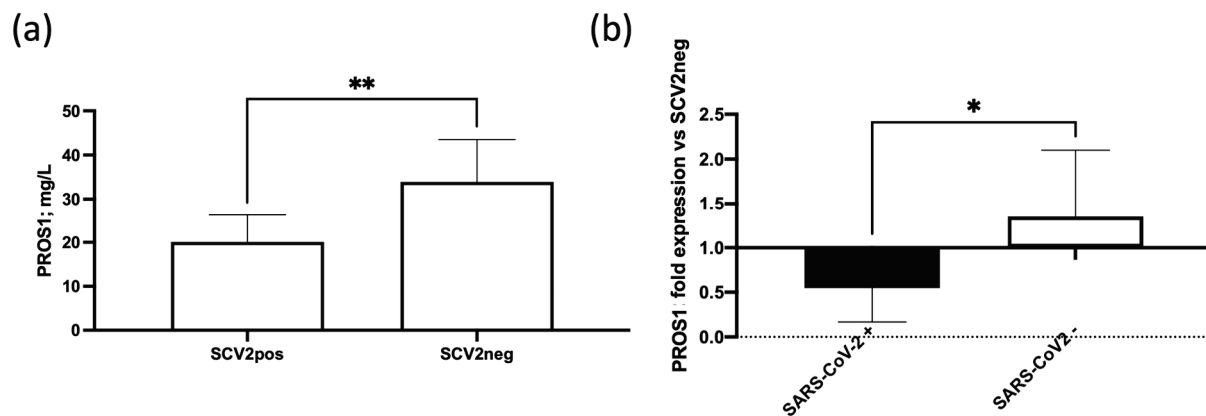 (a)
**
50
40
30
20
10
0
PROS1; mg/L
SCV2pos
SCV2neg
(b)
*
2.5
2.0
1.5
1.0
0.5
0.0
PROS1: fold expression vs SCV2neg
SARS-CoV-2 +
SARS-CoV2 -